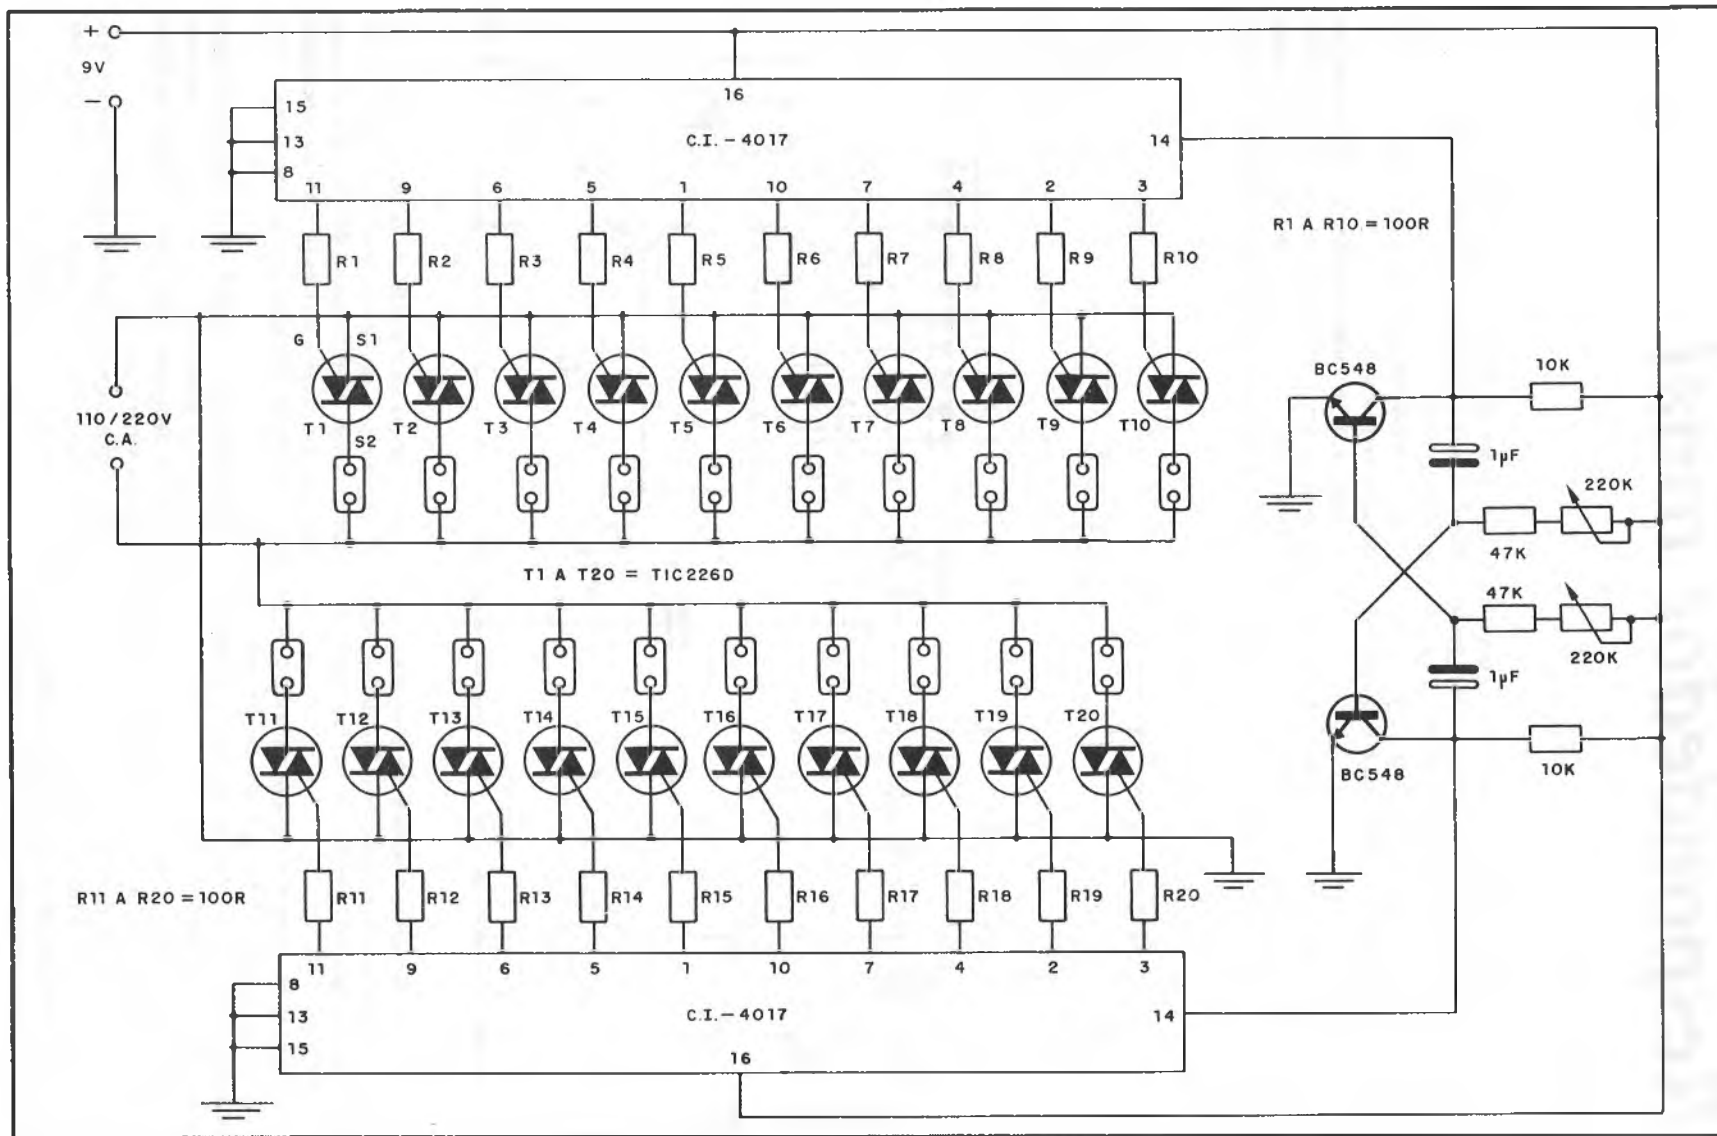 +
9V
−
16
15
13
8
C.I. – 4017
14
11 9 6 5 1 10 7 4 2 3
R1 R2 R3 R4 R5 R6 R7 R8 R9 R10
R1 A R10 = 100R
G S1
T1 T2 T3 T4 T5 T6 T7 T8 T9 T10
S2
110/220V
C.A.
BC548
10K
1µF
220K
47K
T1 A T20 = TIC226D
47K
220K
1µF
BC548
10K
T11 T12 T13 T14 T15 T16 T17 T18 T19 T20
R11 A R20 = 100R
R11 R12 R13 R14 R15 R16 R17 R18 R19 R20
11 9 6 5 1 10 7 4 2 3
8
13
15
C.I. – 4017
14
16